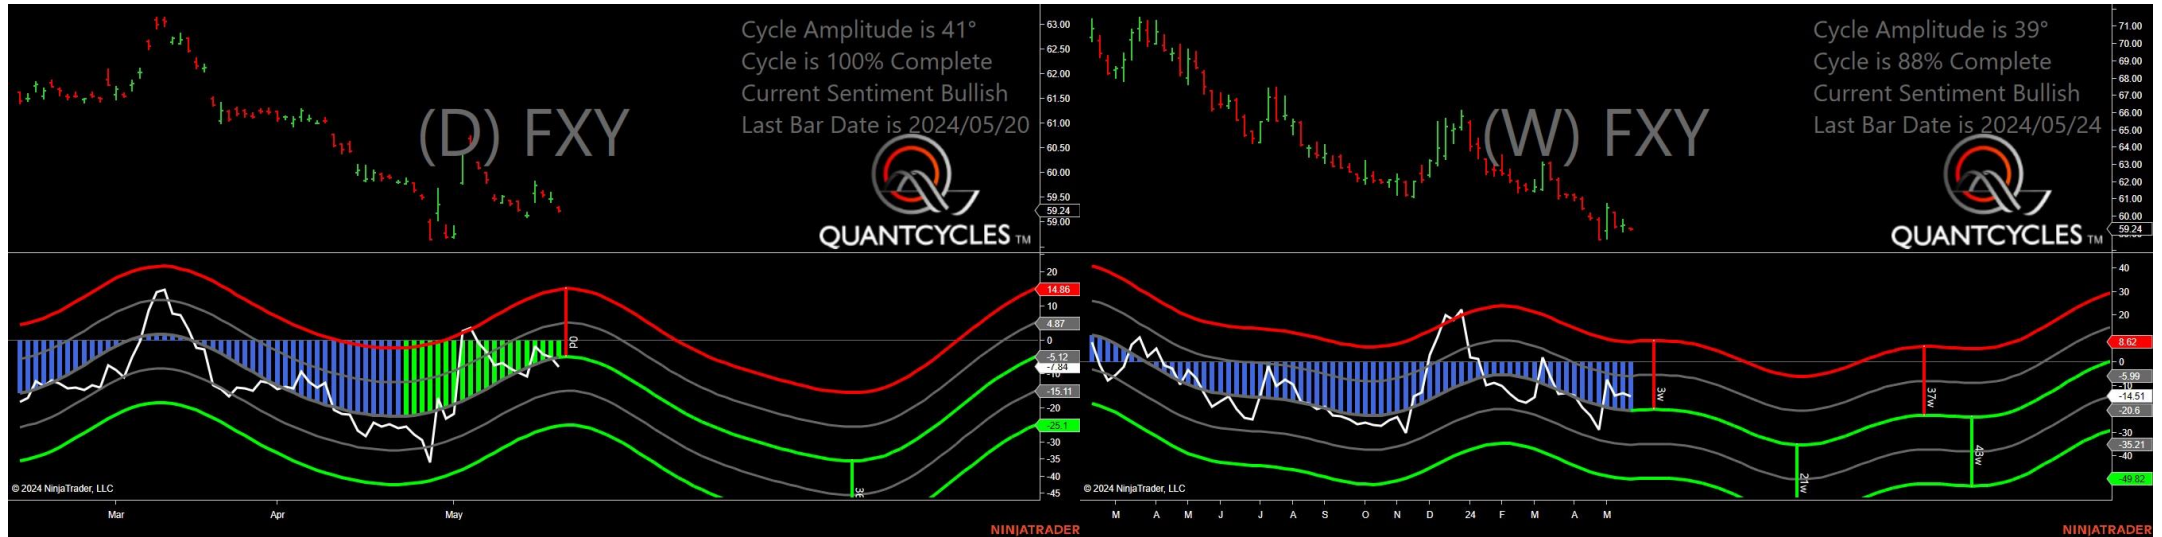 Cycle Amplitude is 41°
Cycle is 100% Complete
Current Sentiment Bullish
Last Bar Date is 2024/05/20
(D) FXY
QUANTCYCLES TM
63.00
62.50
62.00
61.50
61.00
60.50
60.00
59.50
59.24
59.00
20
14.86
10
4.87
0
-5.12
-7.84
-15.11
-20
-25.1
-30
-35
-40
-45
0d
© 2024 NinjaTrader, LLC
Mar
Apr
May
NINJATRADER
Cycle Amplitude is 39°
Cycle is 88% Complete
Current Sentiment Bullish
Last Bar Date is 2024/05/24
(W) FXY
QUANTCYCLES TM
71.00
70.00
69.00
68.00
67.00
66.00
65.00
64.00
63.00
62.00
61.00
60.00
59.24
40
30
20
8.62
0
-5.99
-10
-14.51
-20.6
-30
-35.21
-40
-49.82
3w
21w
37w
43w
© 2024 NinjaTrader, LLC
M A M J J A S O N D 24 F M A M
NINJATRADER